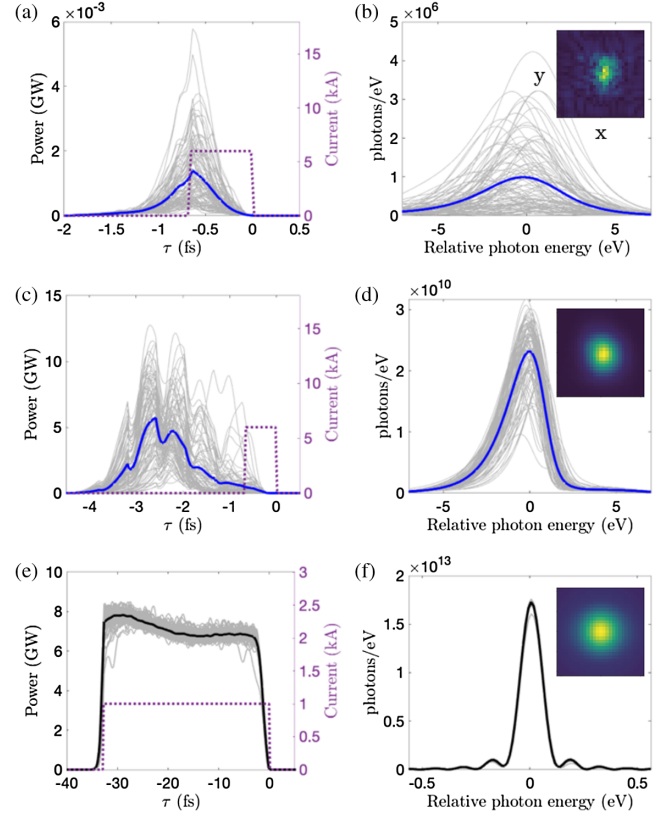 (a)
×10⁻³
6
4
2
0
Power (GW)
15
10
5
0
Current (kA)
-2 -1.5 -1 -0.5 0 0.5
τ (fs)
(b)
×10⁶
5
4
3
2
1
0
photons/eV
y
x
-5 0 5
Relative photon energy (eV)
(c)
15
10
5
0
Power (GW)
15
10
5
0
Current (kA)
-4 -3 -2 -1 0
τ (fs)
(d)
×10¹⁰
3
2
1
0
photons/eV
-5 0 5
Relative photon energy (eV)
(e)
10
8
6
4
2
0
Power (GW)
3
2.5
2
1.5
1
0.5
0
Current (kA)
-40 -30 -20 -10 0
τ (fs)
(f)
×10¹³
2
1.5
1
0.5
0
photons/eV
-0.5 0 0.5
Relative photon energy (eV)